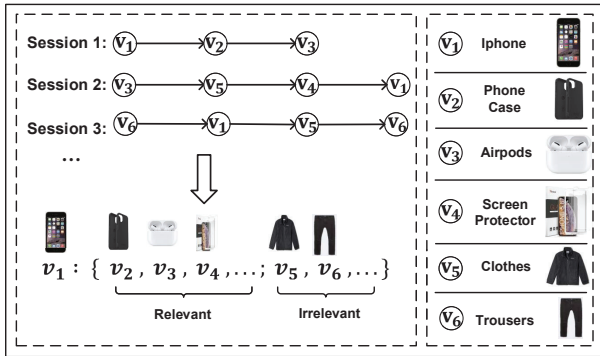 Session 1: v1 v2 v3
Session 2: v3 v5 v4 v1
Session 3: v6 v1 v5 v6
...
v1 : { v2 , v3 , v4 ,... ; v5 , v6 ,...}
Relevant Irrelevant
v1 Iphone
v2 Phone
Case
v3 Airpods
v4 Screen
Protector
v5 Clothes
v6 Trousers